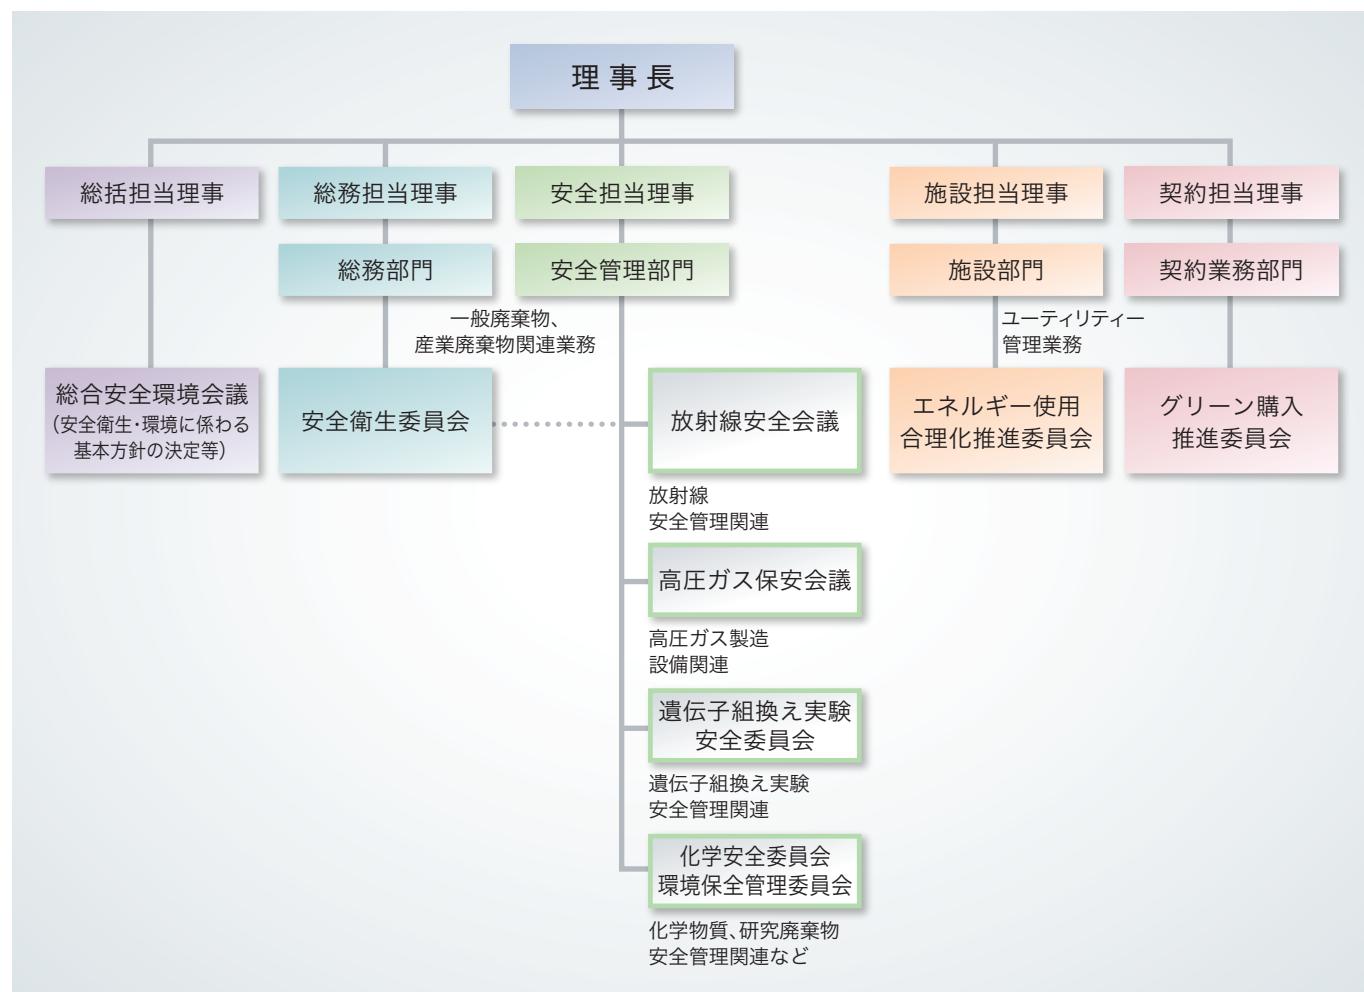 理事長
総括担当理事
総務担当理事
安全担当理事
施設担当理事
契約担当理事
総務部門
安全管理部門
施設部門
契約業務部門
一般廃棄物、
産業廃棄物関連業務
ユーティリティー
管理業務
総合安全環境会議
(安全衛生・環境に係わる
基本方針の決定等)
安全衛生委員会
放射線安全会議
エネルギー使用
合理化推進委員会
グリーン購入
推進委員会
放射線
安全管理関連
高圧ガス保安会議
高圧ガス製造
設備関連
遺伝子組換え実験
安全委員会
遺伝子組換え実験
安全管理関連
化学安全委員会
環境保全管理委員会
化学物質、研究廃棄物
安全管理関連など